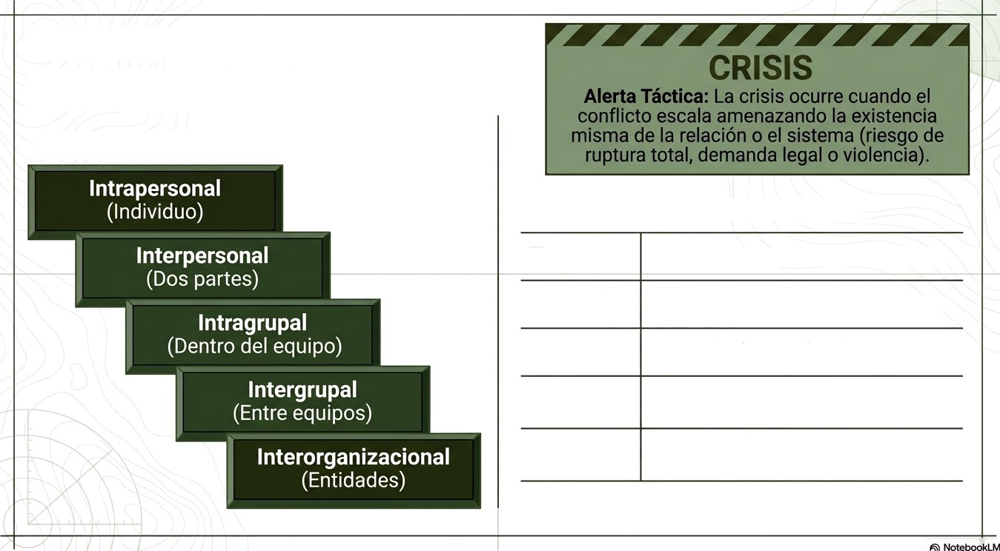 CRISIS
Alerta Táctica: La crisis ocurre cuando el
conflicto escala amenazando la existencia
misma de la relación o el sistema (riesgo de
ruptura total, demanda legal o violencia).
Intrapersonal
(Individuo)
Interpersonal
(Dos partes)
Intragrupal
(Dentro del equipo)
Intergrupal
(Entre equipos)
Interorganizacional
(Entidades)
NotebookLM